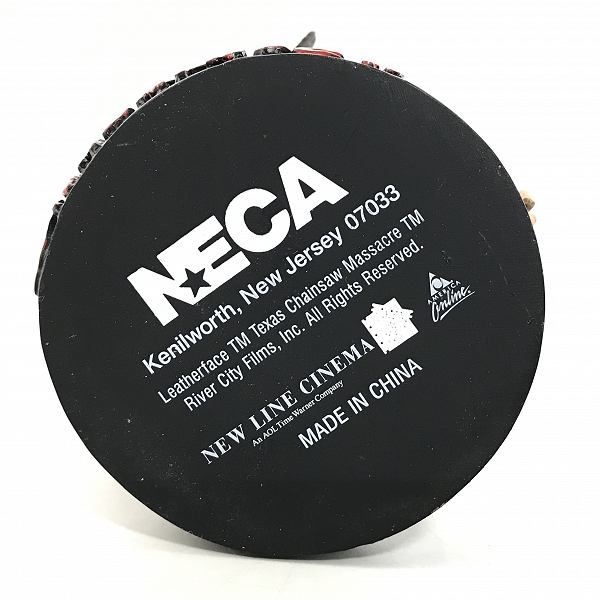 NECA
Kenilworth, New Jersey 07033
Leatherface TM Texas Chainsaw Massacre TM
River City Films, Inc. All Rights Reserved.
AMERICA
Online
NEW LINE CINEMA
An AOL Time Warner Company
MADE IN CHINA